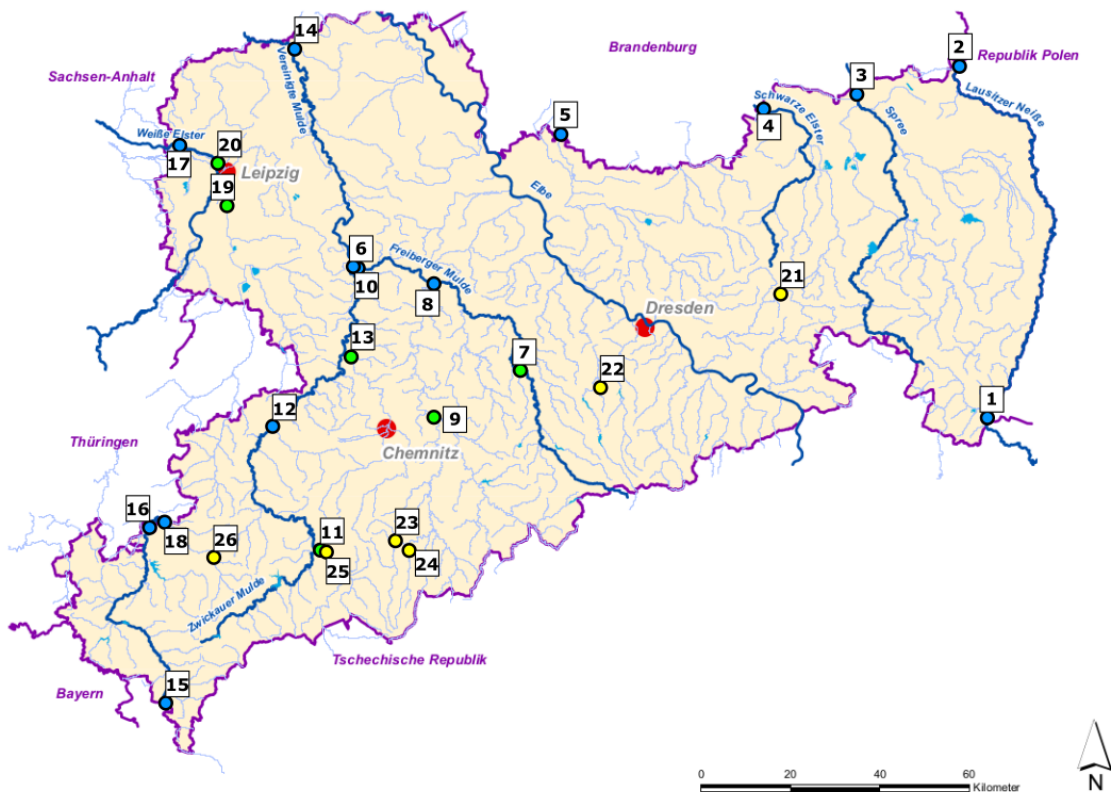 14
Brandenburg
2
Republik Polen
Sachsen-Anhalt
Vereinigte Mulde
3
Lausitzer Neiße
Schwarze Elster
Spree
5
4
Weiße Elster
20
17
Leipzig
19
Elbe
6
Freiberger Mulde
10
8
21
Dresden
13
7
22
12
9
1
Thüringen
Chemnitz
16
18
26
11
23
24
25
Zwickauer Mulde
Tschechische Republik
Bayern
15
0 20 40 60
Kilometer
N